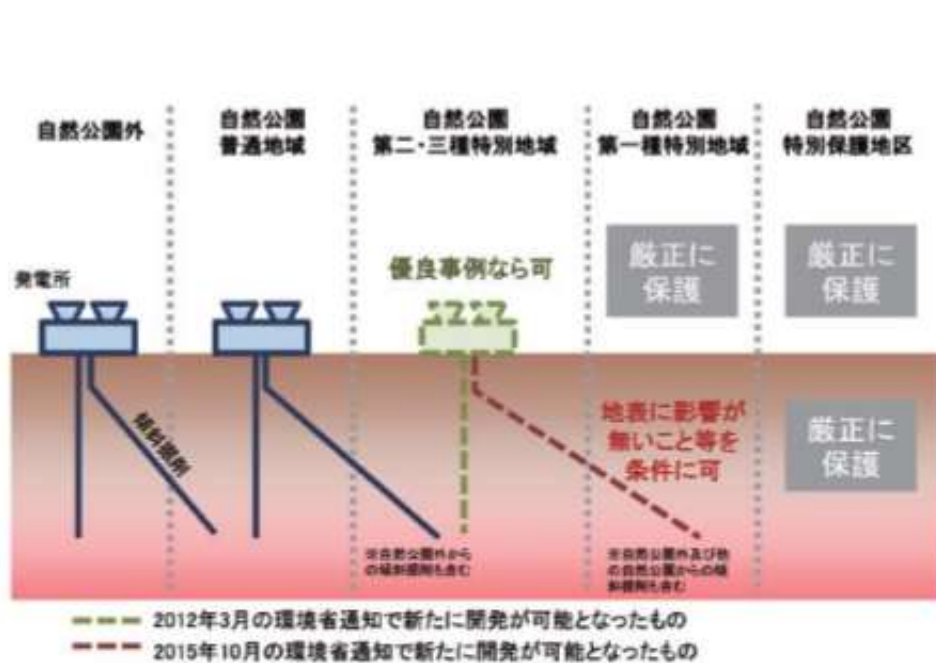 自然公園外
自然公園
普通地域
自然公園
第二・三種特別地域
自然公園
第一種特別地域
自然公園
特別保護地区
発電所
優良事例なら可
厳正に
保護
厳正に
保護
傾斜掘削
地表に影響が
無いこと等を
条件に可
厳正に
保護
※自然公園外から
の傾斜掘削も含む
※自然公園外及び他
の自然公園からの傾
斜掘削も含む
2012年3月の環境省通知で新たに開発が可能となったもの
2015年10月の環境省通知で新たに開発が可能となったもの